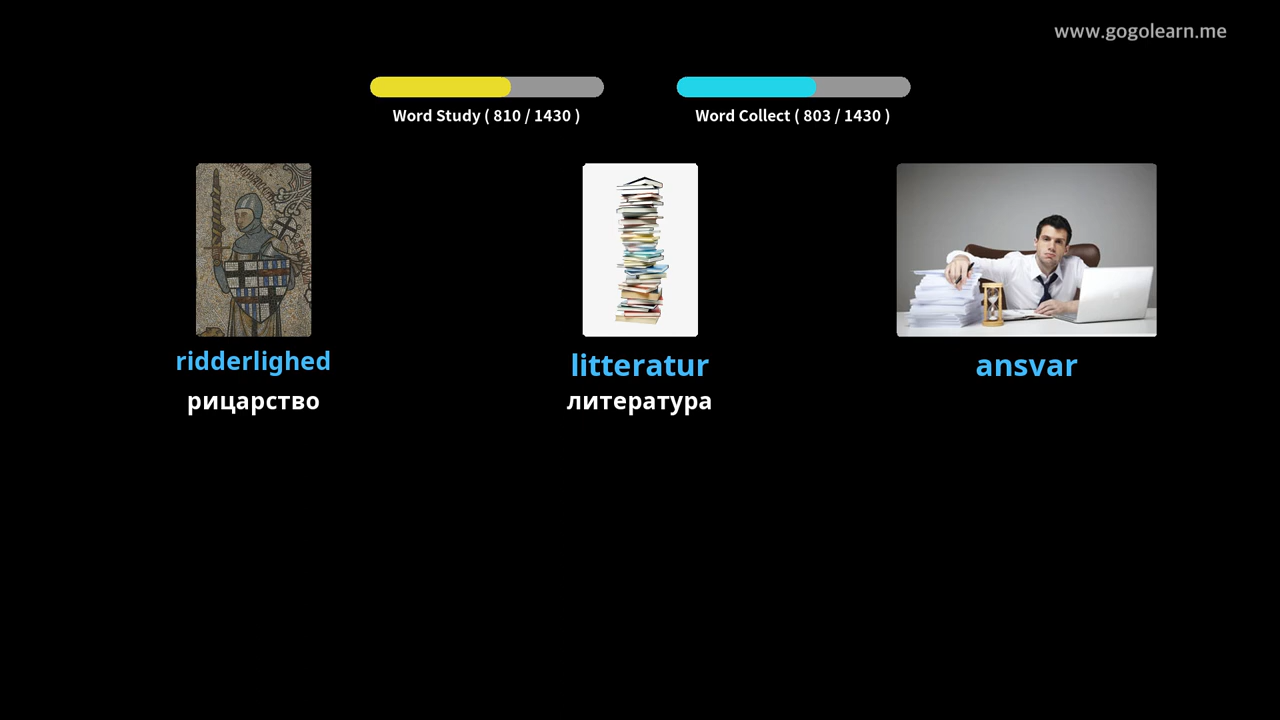 www.gogolearn.me
Word Study ( 810 / 1430 )
Word Collect ( 803 / 1430 )
ridderlighed
litteratur
ansvar
рицарство
литература